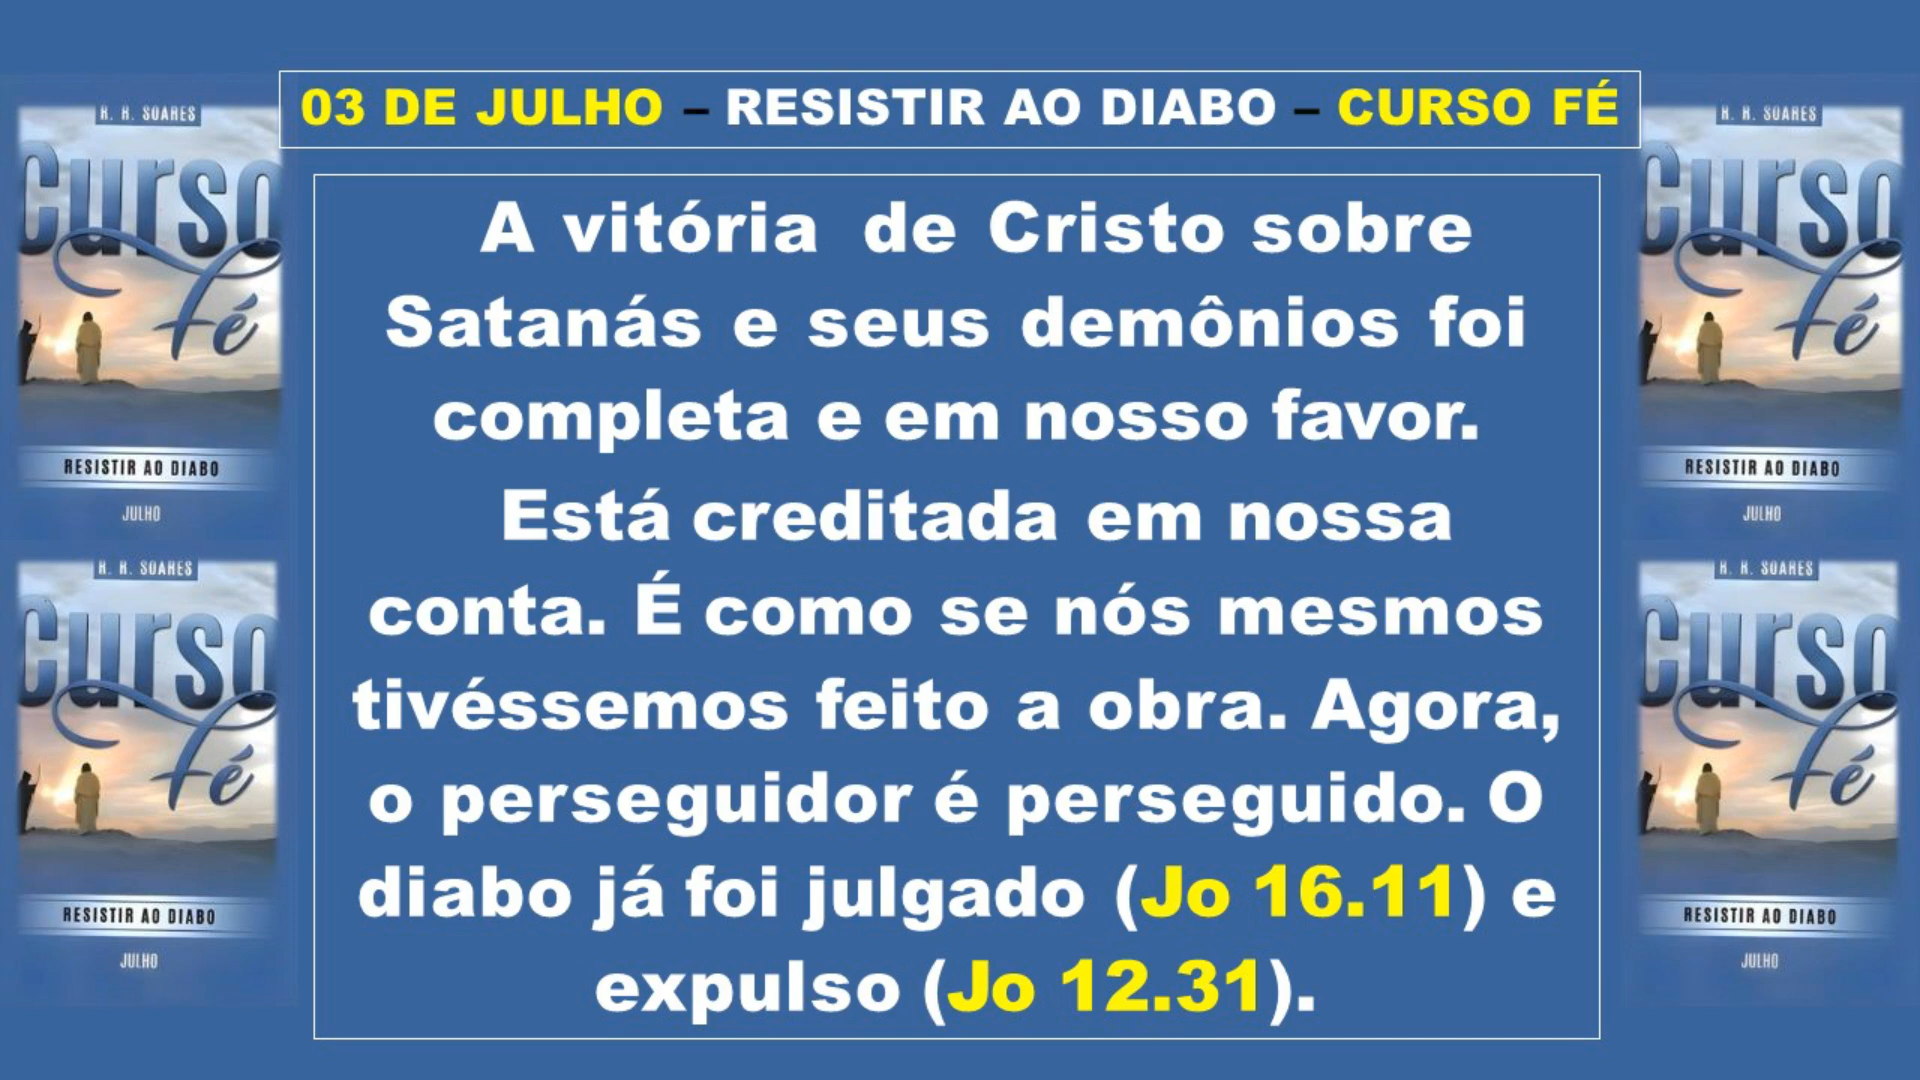 03 DE JULHO – RESISTIR AO DIABO – CURSO FÉ
A vitória de Cristo sobre
Satanás e seus demônios foi
completa e em nosso favor.
Está creditada em nossa
conta. É como se nós mesmos
tivéssemos feito a obra. Agora,
o perseguidor é perseguido. O
diabo já foi julgado (Jo 16.11) e
expulso (Jo 12.31).
R. R. SOARES
Curso
fé
RESISTIR AO DIABO
JULHO
R. R. SOARES
Curso
fé
RESISTIR AO DIABO
JULHO
R. R. SOARES
Curso
fé
RESISTIR AO DIABO
JULHO
R. R. SOARES
Curso
fé
RESISTIR AO DIABO
JULHO